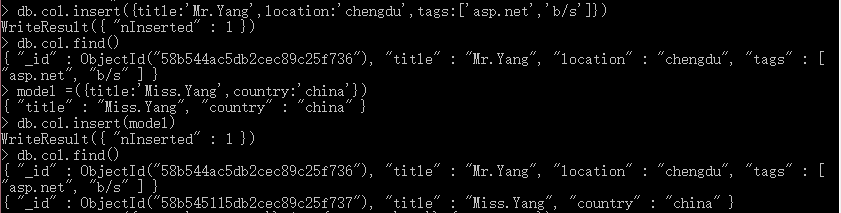 > db.col.insert({title:'Mr.Yang',location:'chengdu',tags:['asp.net','b/s']})
WriteResult({ "nInserted" : 1 })
> db.col.find()
{ "_id" : ObjectId("58b544ac5db2cec89c25f736"), "title" : "Mr.Yang", "location" : "chengdu", "tags" : [
"asp.net", "b/s" ] }
> model =({title:'Miss.Yang',country:'china'})
{ "title" : "Miss.Yang", "country" : "china" }
> db.col.insert(model)
WriteResult({ "nInserted" : 1 })
> db.col.find()
{ "_id" : ObjectId("58b544ac5db2cec89c25f736"), "title" : "Mr.Yang", "location" : "chengdu", "tags" : [
"asp.net", "b/s" ] }
{ "_id" : ObjectId("58b545115db2cec89c25f737"), "title" : "Miss.Yang", "country" : "china" }